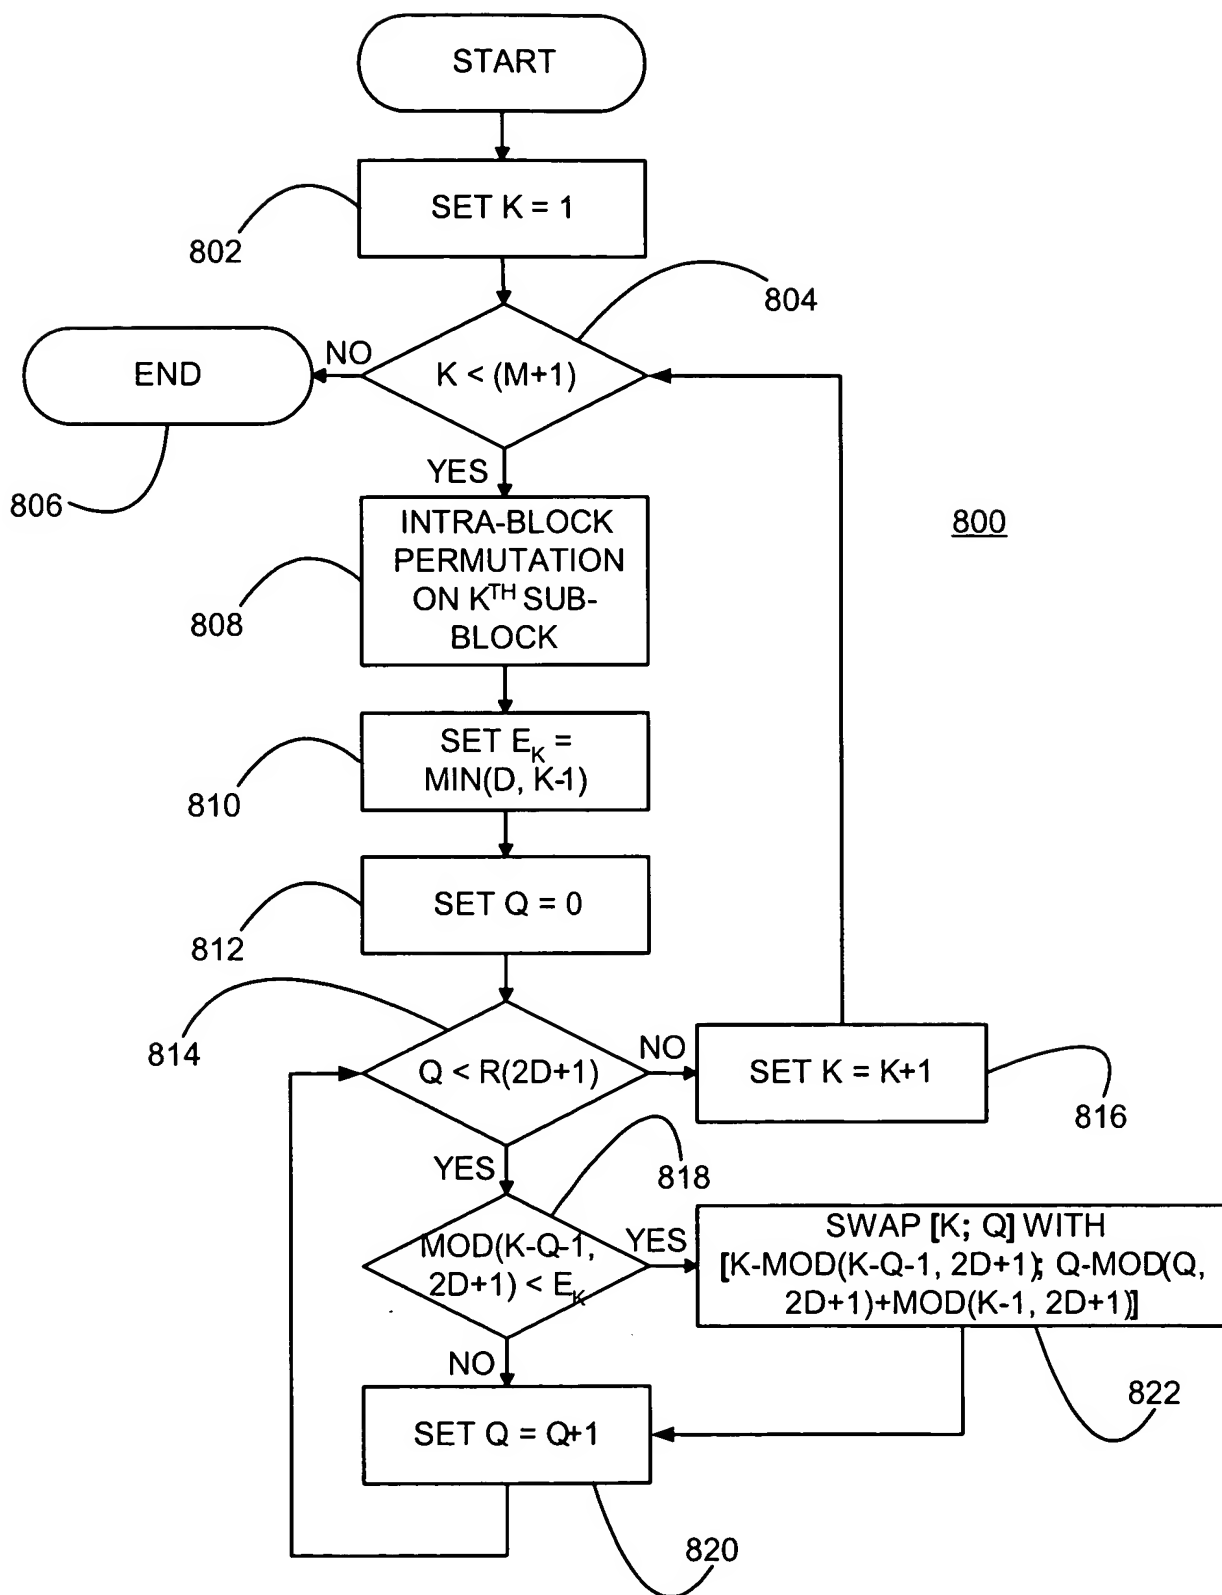 START
SET K = 1
802
804
K < (M+1)
NO
END
806
YES
INTRA-BLOCK
PERMUTATION
ON K^TH SUB-
BLOCK
808
800
SET E_K =
MIN(D, K-1)
810
SET Q = 0
812
814
Q < R(2D+1)
NO
SET K = K+1
816
YES
818
MOD(K-Q-1,
2D+1) < E_K
YES
SWAP [K; Q] WITH
[K-MOD(K-Q-1, 2D+1); Q-MOD(Q,
2D+1)+MOD(K-1, 2D+1)]
822
NO
SET Q = Q+1
820